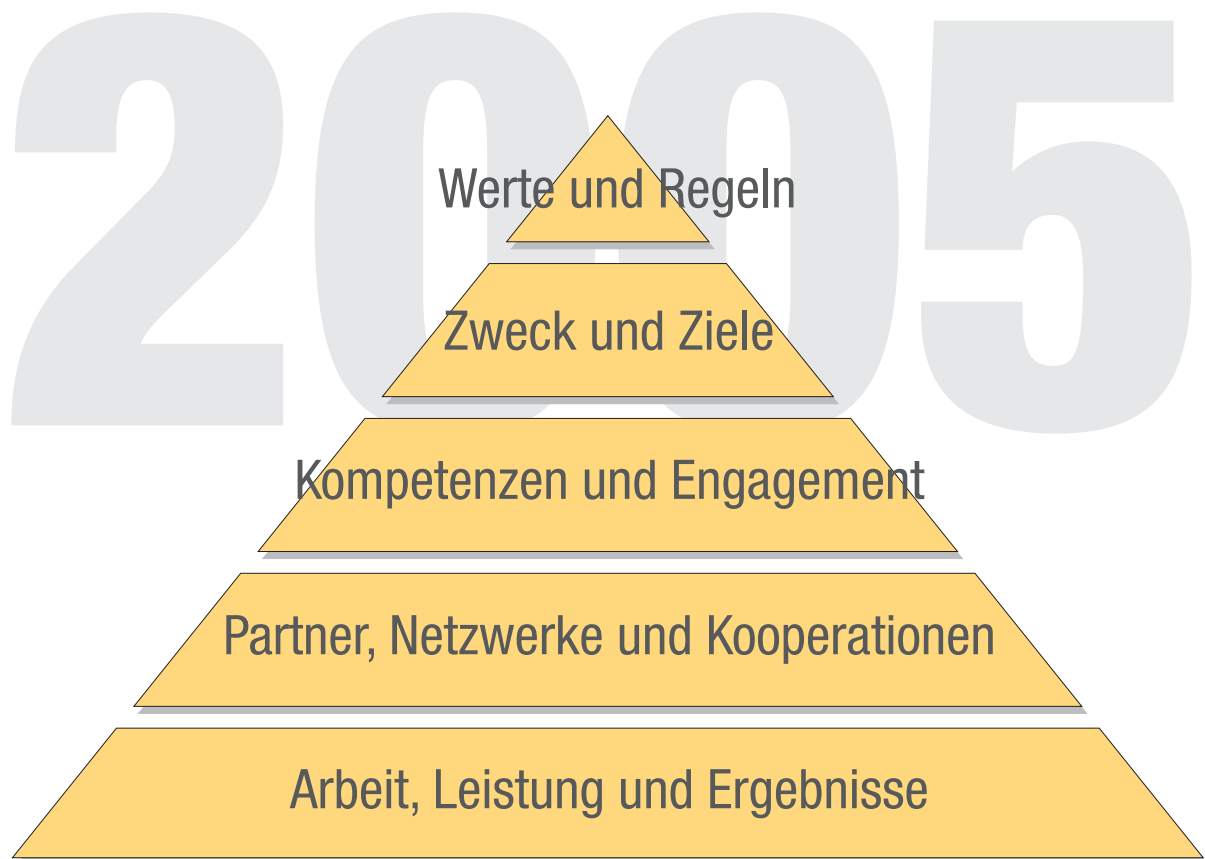 2005
Werte und Regeln
Zweck und Ziele
Kompetenzen und Engagement
Partner, Netzwerke und Kooperationen
Arbeit, Leistung und Ergebnisse